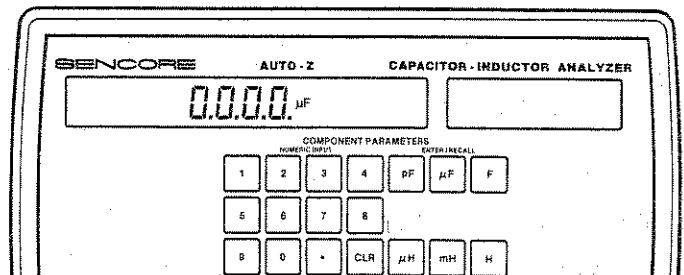 SENCORE AUTO-Z CAPACITOR-INDUCTOR ANALYZER
0.0.0.0. µF
COMPONENT PARAMETERS
NUMERIC INPUT ENTER/RECALL
1 2 3 4 pF µF F
5 6 7 8
9 0 • CLR µH mH H